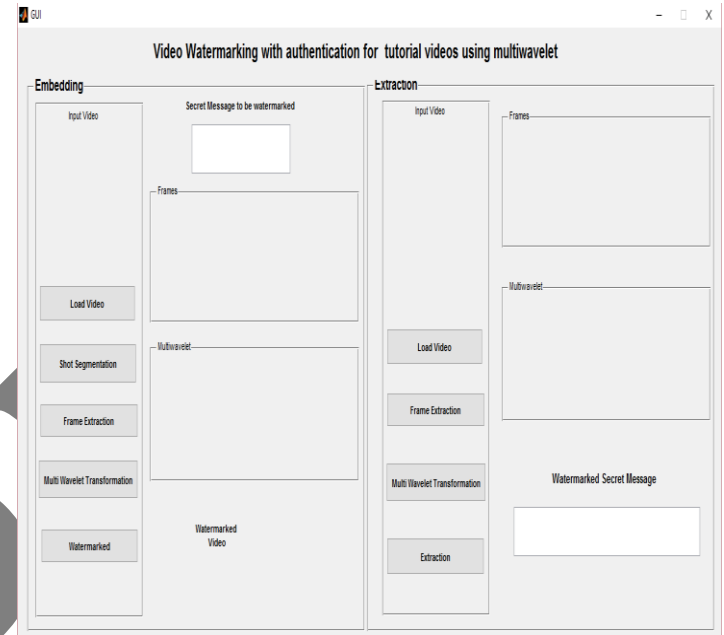 GUI
Video Watermarking with authentication for tutorial videos using multiwavelet
Embedding
Input Video
Load Video
Shot Segmentation
Frame Extraction
Multi Wavelet Transformation
Watermarked
Secret Message to be watermarked
Frames
Multiwavelet
Watermarked
Video
Extraction
Input Video
Load Video
Frame Extraction
Multi Wavelet Transformation
Extraction
Frames
Multiwavelet
Watermarked Secret Message